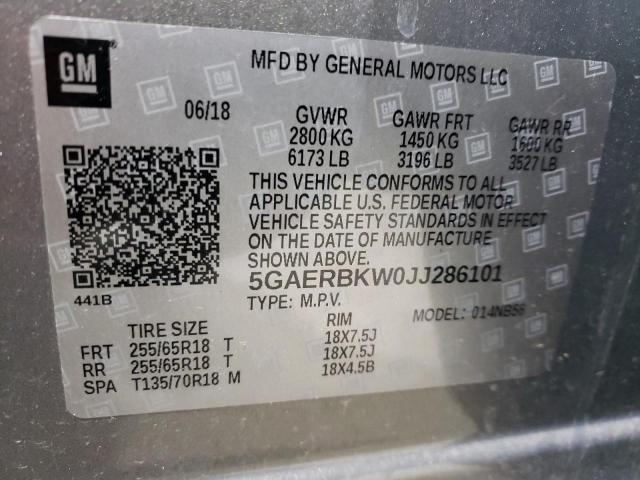 GM
MFD BY GENERAL MOTORS LLC
06/18 GVWR GAWR FRT GAWR RR
2800 KG 1450 KG 1600 KG
6173 LB 3196 LB 3527 LB
THIS VEHICLE CONFORMS TO ALL
APPLICABLE U.S. FEDERAL MOTOR
VEHICLE SAFETY STANDARDS IN EFFECT
ON THE DATE OF MANUFACTURE
SHOWN ABOVE.
5GAERBKW0JJ286101
441B TYPE: M.P.V. MODEL: 014NB56
TIRE SIZE RIM
FRT 255/65R18 T 18X7.5J
RR 255/65R18 T 18X7.5J
SPA T135/70R18 M 18X4.5B